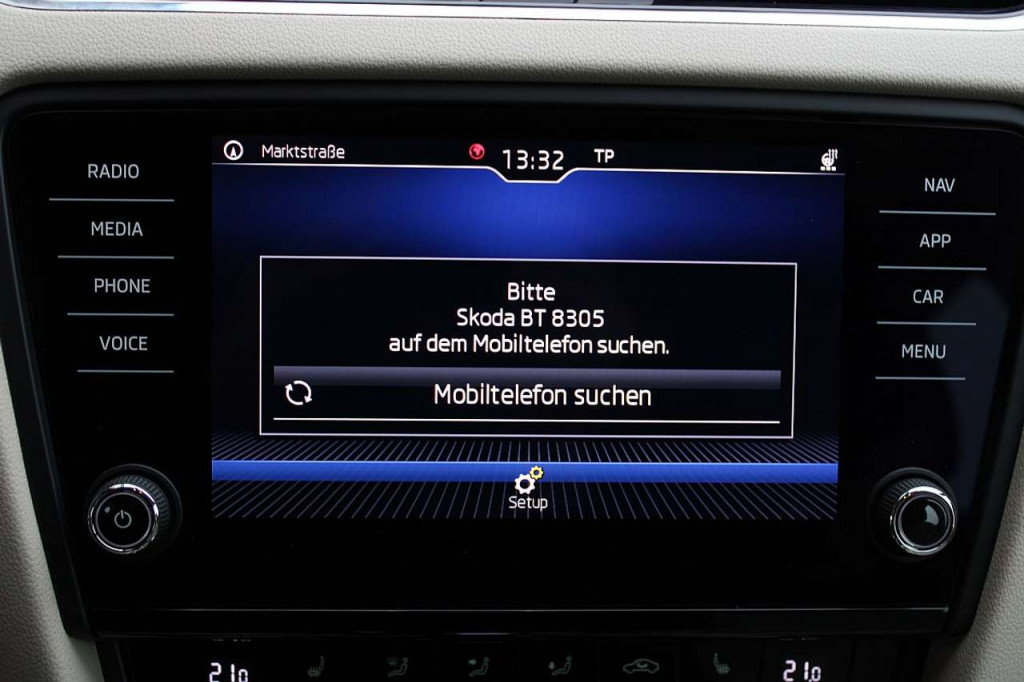 Marktstraße
13:32
TP
RADIO
MEDIA
PHONE
VOICE
NAV
APP
CAR
MENU
Bitte
Skoda BT 8305
auf dem Mobiltelefon suchen.
Mobiltelefon suchen
Setup
21.0
21.0